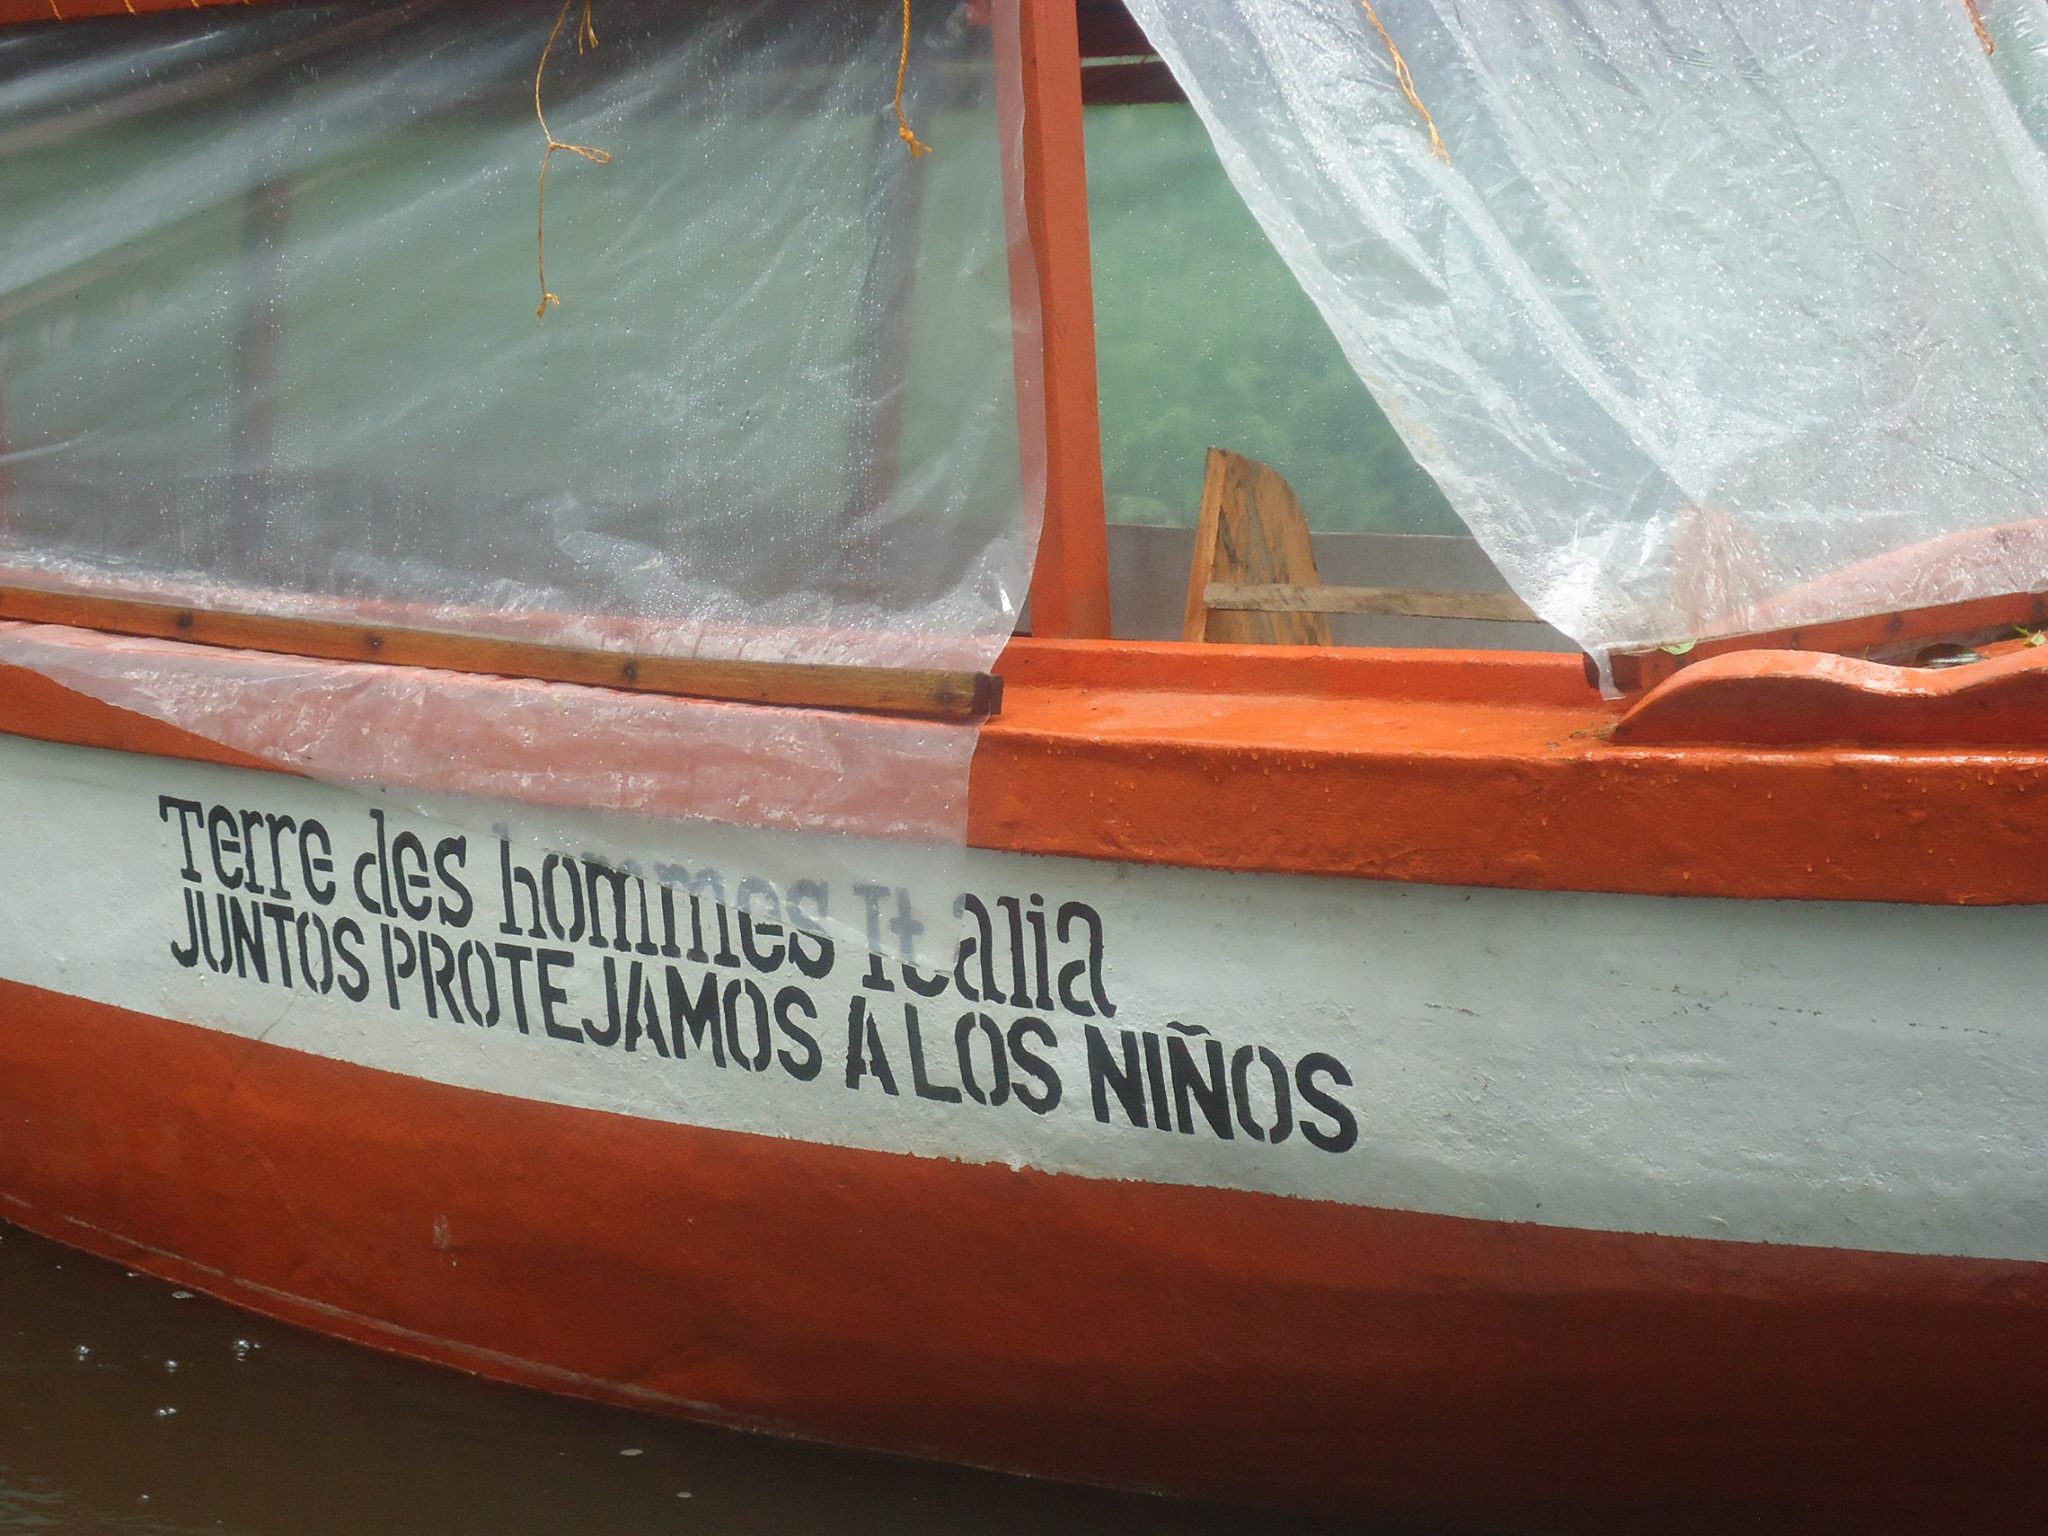 Terre des hommes Italia
JUNTOS PROTEJAMOS A LOS NIÑOS